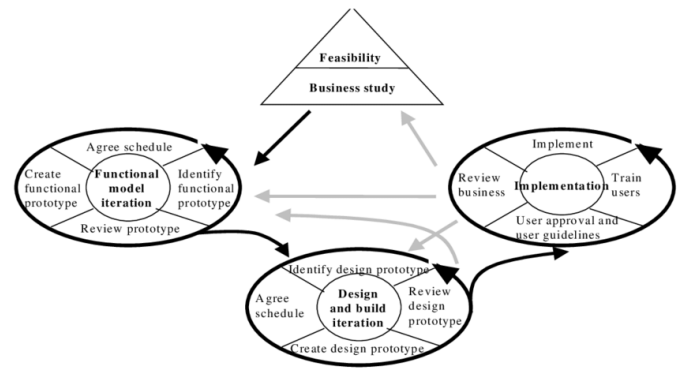 Feasibility
Business study
Agree schedule
Create
functional
prototype
Functional
model
iteration
Identify
functional
prototype
Review prototype
Implement
Review
business
Implementation
Train
users
User approval and
user guidelines
Identify design prototype
Agree
schedule
Design
and build
iteration
Review
design
prototype
Create design prototype